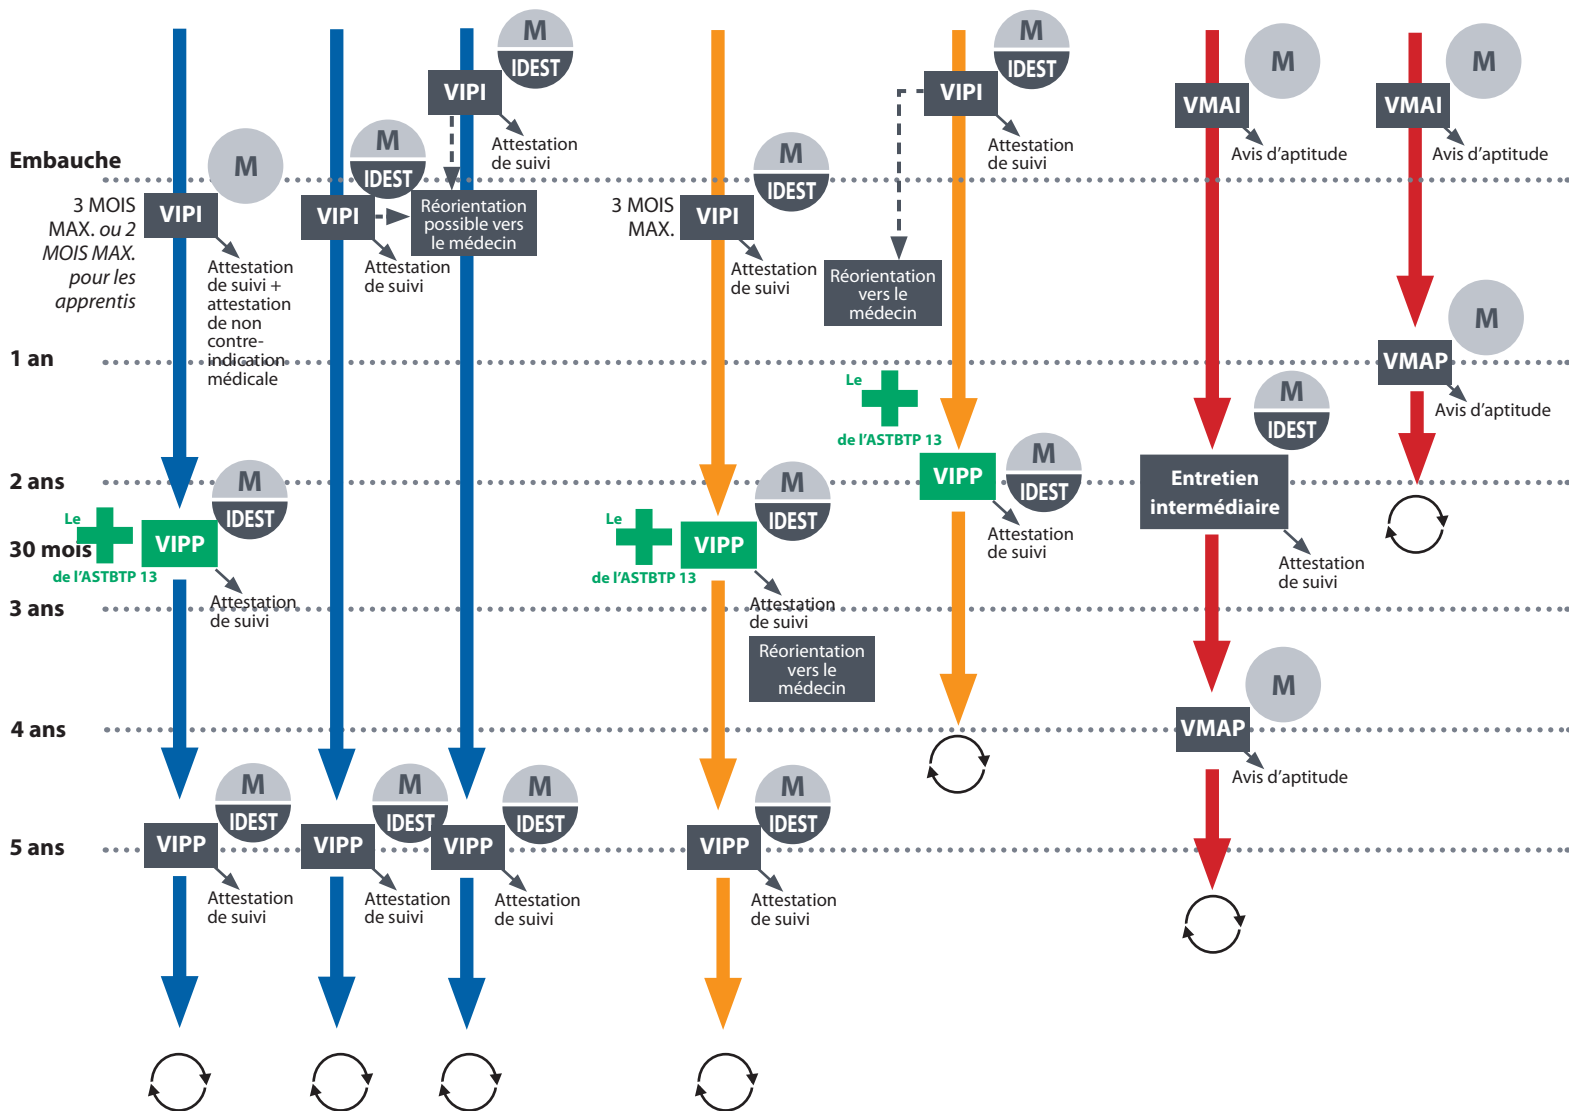 M
IDEST
VIPI
Attestation
de suivi
M
IDEST
VIPI
Attestation
de suivi
M
VMAI
Avis d'aptitude
M
VMAI
Avis d'aptitude
Embauche
3 MOIS
MAX. ou 2
MOIS MAX.
pour les
apprentis
M
VIPI
Attestation
de suivi +
attestation
de non
contre-
indication
médicale
M
IDEST
VIPI
Attestation
de suivi
Réorientation
possible vers
le médecin
3 MOIS
MAX.
M
IDEST
VIPI
Attestation
de suivi
Réorientation
vers le
médecin
1 an
M
VMAP
Avis d'aptitude
Le
de l'ASTBTP 13
M
IDEST
VIPP
Attestation
de suivi
M
IDEST
Entretien
intermédiaire
Attestation
de suivi
2 ans
30 mois
Le
de l'ASTBTP 13
M
IDEST
VIPP
Attestation
de suivi
Le
de l'ASTBTP 13
M
IDEST
VIPP
Attestation
de suivi
Réorientation
vers le
médecin
3 ans
4 ans
M
VMAP
Avis d'aptitude
5 ans
M
IDEST
VIPP
Attestation
de suivi
M
IDEST
VIPP
Attestation
de suivi
M
IDEST
VIPP
Attestation
de suivi
M
IDEST
VIPP
Attestation
de suivi